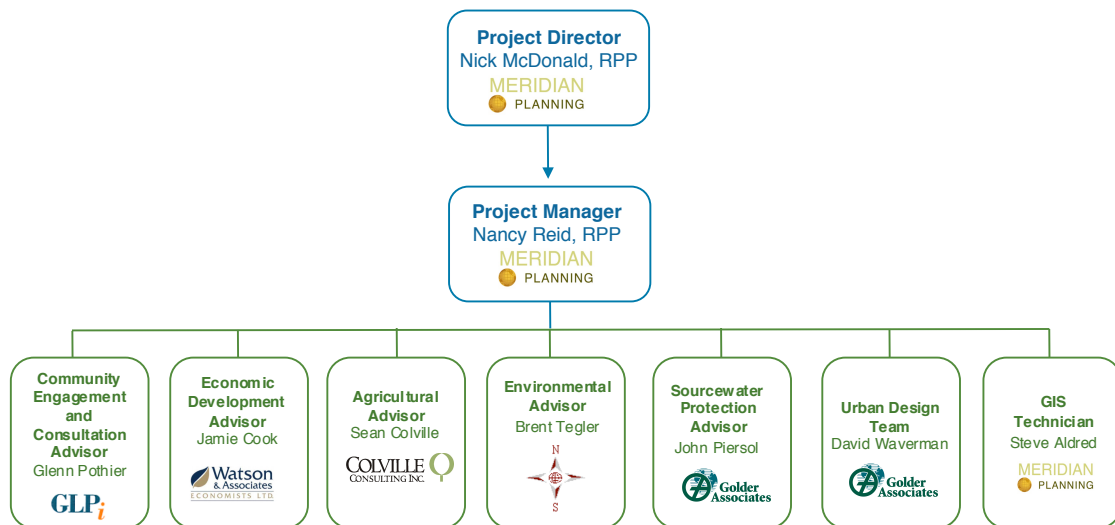 Project Director
Nick McDonald, RPP
MERIDIAN
PLANNING
Project Manager
Nancy Reid, RPP
MERIDIAN
PLANNING
Community
Engagement
and
Consultation
Advisor
Glenn Pothier
GLPi
Economic
Development
Advisor
Jamie Cook
Watson
& Associates
ECONOMISTS LTD.
Agricultural
Advisor
Sean Colville
COLVILLE
CONSULTING INC.
Environmental
Advisor
Brent Tegler
N
W E
S
Sourcewater
Protection
Advisor
John Piersol
Golder
Associates
Urban Design
Team
David Waverman
Golder
Associates
GIS
Technician
Steve Aldred
MERIDIAN
PLANNING